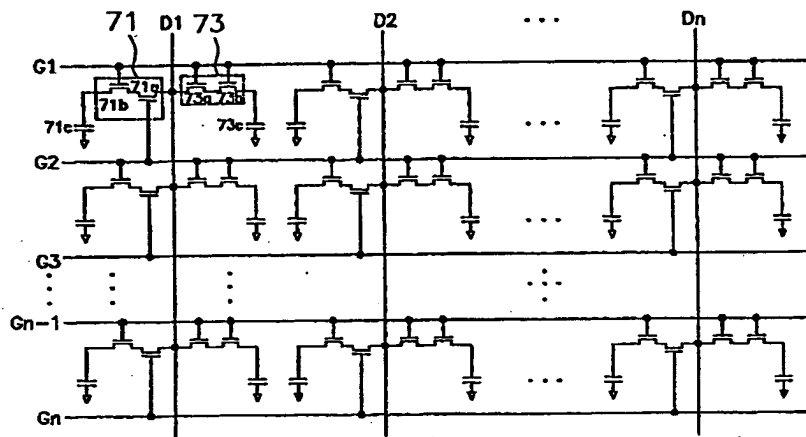 71 D1 73 D2 ... Dn
G1
71a
71b 73a 73b
71c 73c
...
G2
...
G3
...
Gn-1
...
Gn